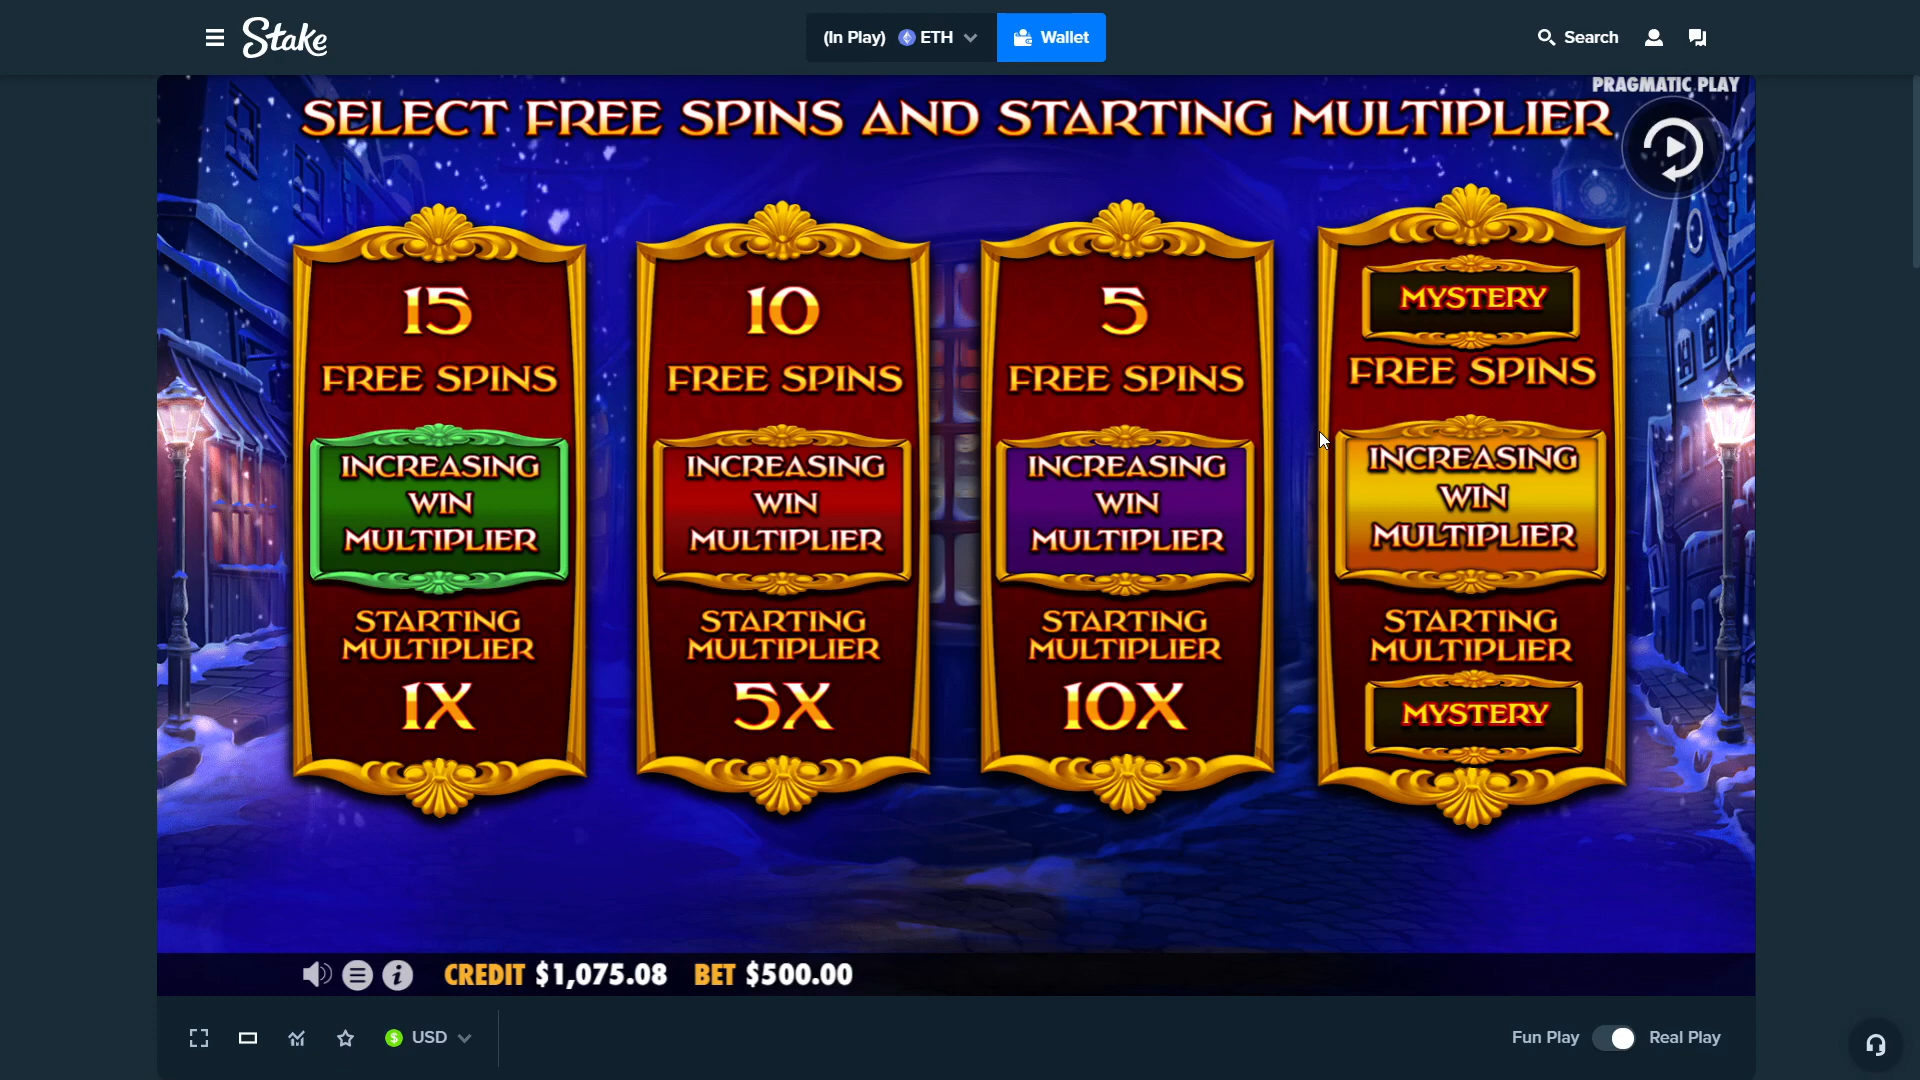 Stake
(In Play) ETH
Wallet
Search
PRAGMATIC PLAY
SELECT FREE SPINS AND STARTING MULTIPLIER
15
FREE SPINS
INCREASING
WIN
MULTIPLIER
STARTING
MULTIPLIER
1X
10
FREE SPINS
INCREASING
WIN
MULTIPLIER
STARTING
MULTIPLIER
5X
5
FREE SPINS
INCREASING
WIN
MULTIPLIER
STARTING
MULTIPLIER
10X
MYSTERY
FREE SPINS
INCREASING
WIN
MULTIPLIER
STARTING
MULTIPLIER
MYSTERY
CREDIT $1,075.08 BET $500.00
$ USD
Fun Play Real Play